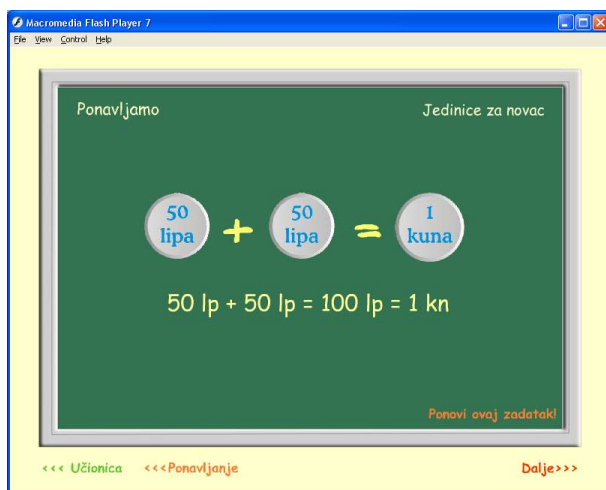 Macromedia Flash Player 7
File View Control Help
Ponavljamo
Jedinice za novac
50 lipa + 50 lipa = 1 kuna
50 lp + 50 lp = 100 lp = 1 kn
Ponovi ovaj zadatak!
<<< Učionica <<<Ponavljanje Dalje>>>